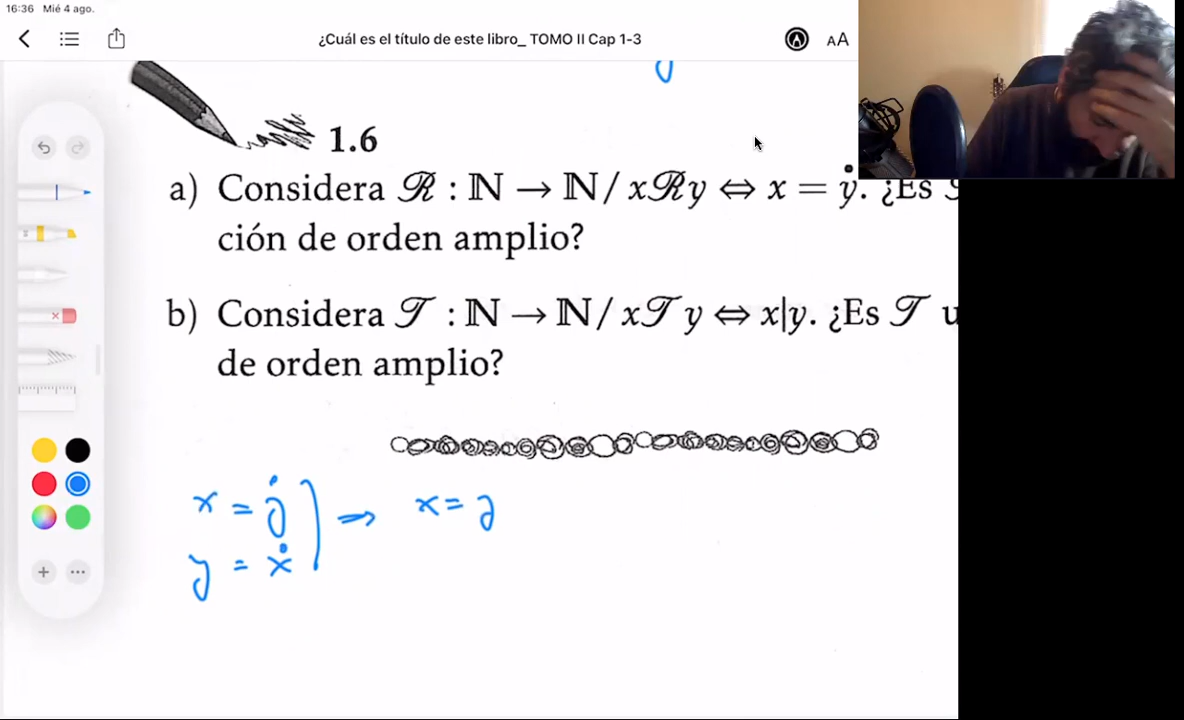 16:36 Mié 4 ago.
¿Cuál es el título de este libro_ TOMO II Cap 1-3
AA
1.6
a) Considera ℛ : ℕ → ℕ / xℛy ⇔ x = ẏ. ¿Es
ción de orden amplio?
b) Considera 𝒯 : ℕ → ℕ / x𝒯y ⇔ x|y. ¿Es 𝒯 u
de orden amplio?
x = ẏ
y = ẋ } ⇒ x = y